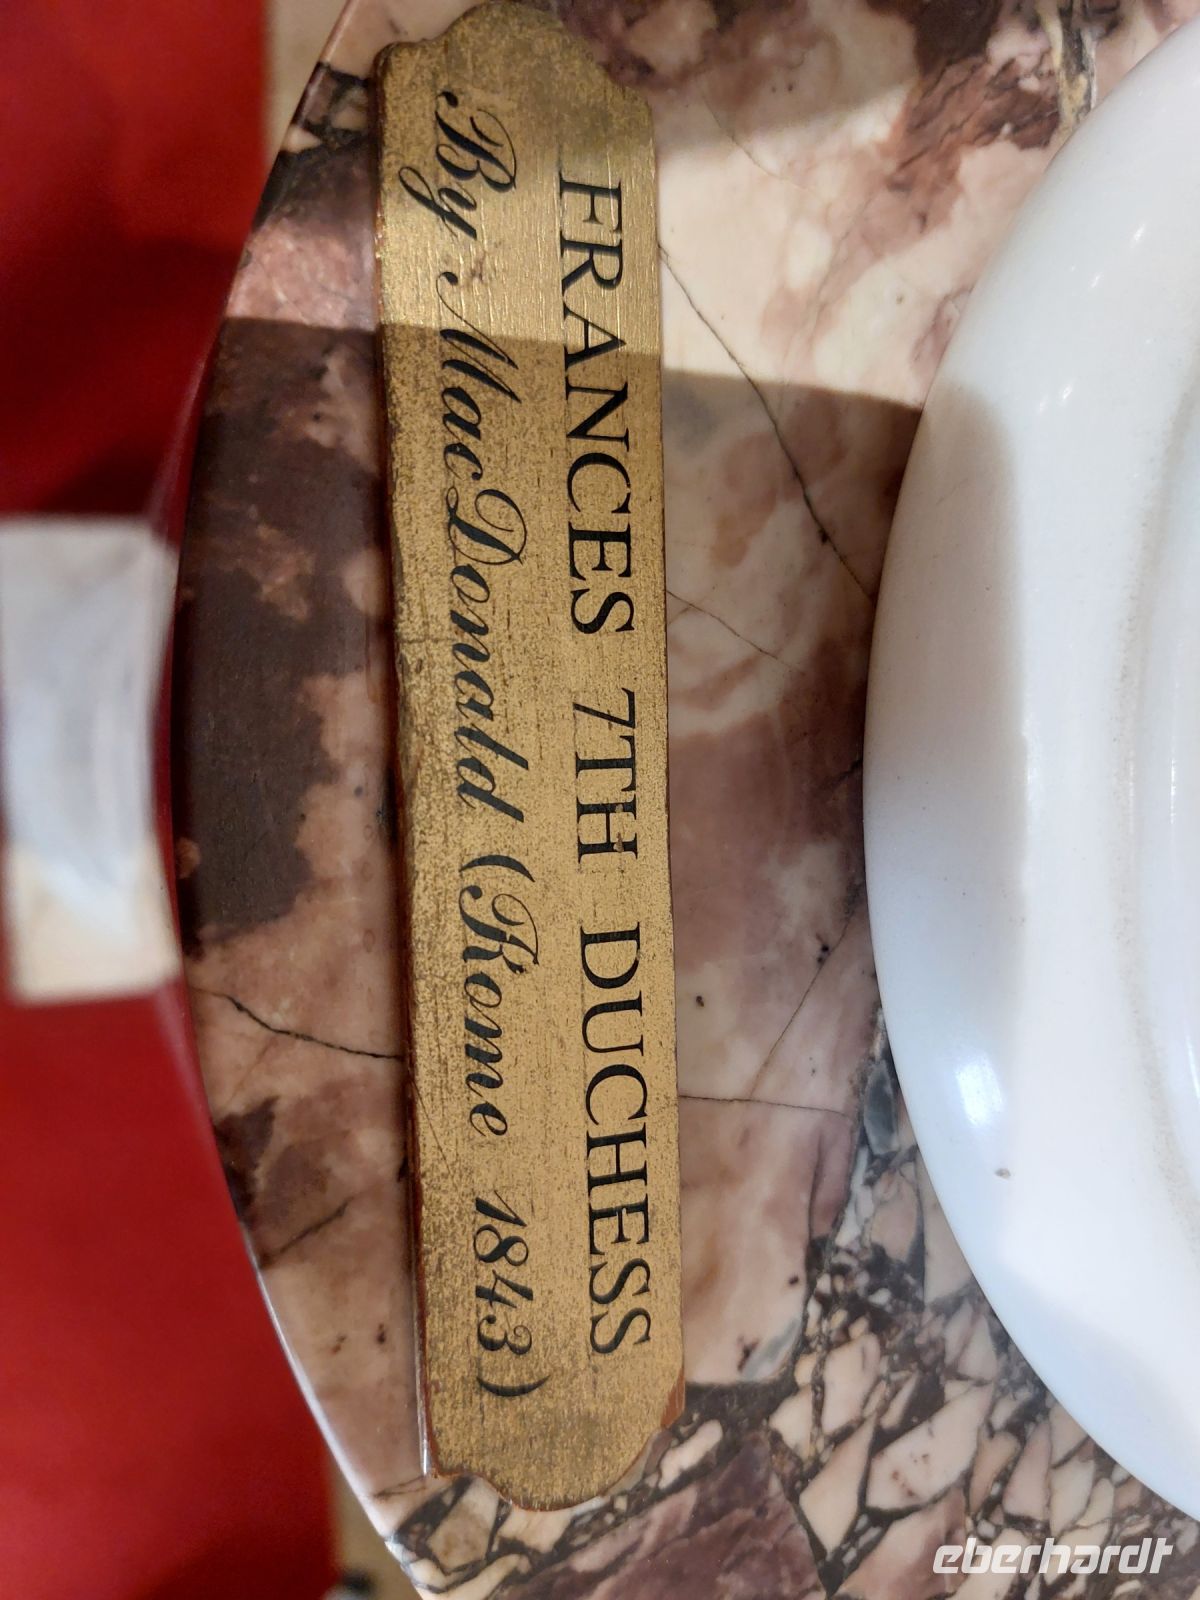 FRANCES 7TH DUCHESS
By MacDonald (Rome 1843)
eberhardt